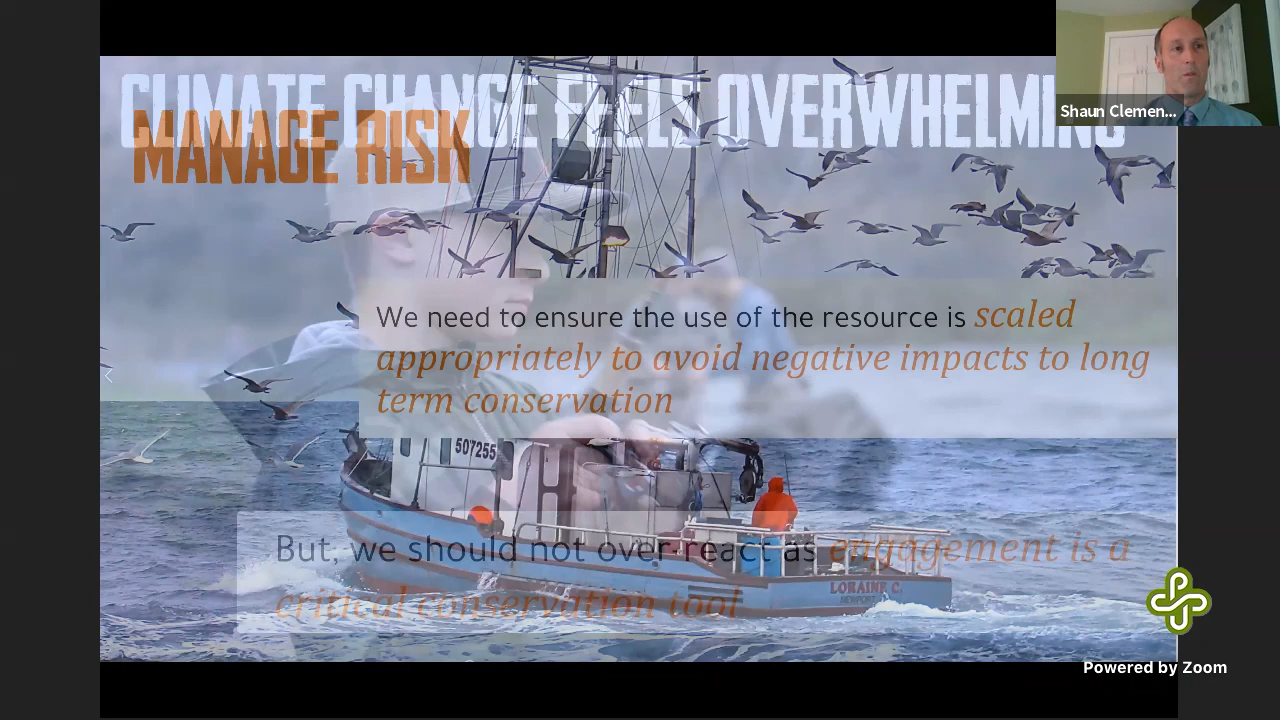 CLIMATE CHANGE FEELS OVERWHELMING
MANAGE RISK
Shaun Clemen...
We need to ensure the use of the resource is scaled
appropriately to avoid negative impacts to long
term conservation
507255
But, we should not over react as engagement is a
critical conservation tool
LORAINE C.
NEWPORT
Powered by Zoom